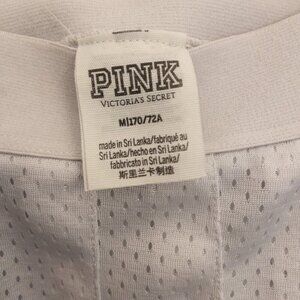 PINK
VICTORIA'S SECRET
M|170/72A
made in Sri Lanka/fabriqué au
Sri Lanka/hecho en Sri Lanka/
fabbricato in Sri Lanka/
斯里兰卡制造